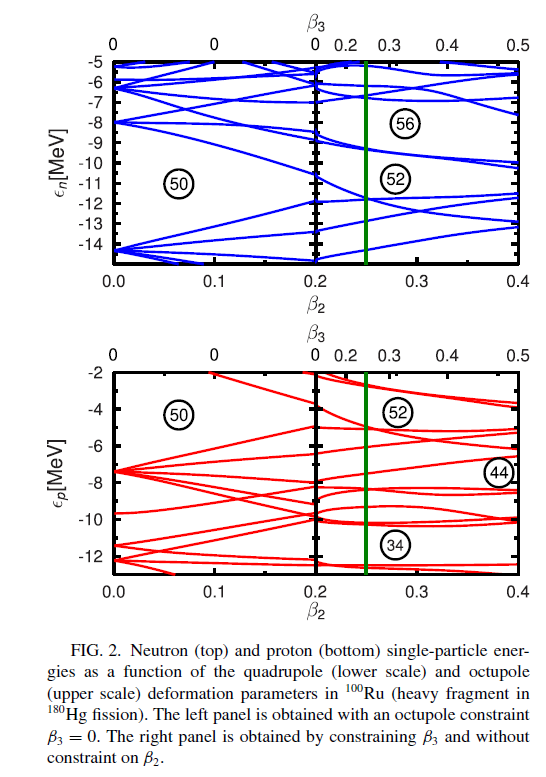 β₃
0 0 0 0.2 0.3 0.4 0.5
-5
-6
-7
-8
-9
-10
-11
-12
-13
-14
ϵₙ[MeV]
50
56
52
0.0 0.1 0.2 0.3 0.4
β₂
β₃
0 0 0 0.2 0.3 0.4 0.5
-2
-4
-6
-8
-10
-12
ϵₚ[MeV]
50
52
44
34
0.0 0.1 0.2 0.3 0.4
β₂
FIG. 2. Neutron (top) and proton (bottom) single-particle ener-
gies as a function of the quadrupole (lower scale) and octupole
(upper scale) deformation parameters in ¹⁰⁰Ru (heavy fragment in
¹⁸⁰Hg fission). The left panel is obtained with an octupole constraint
β₃ = 0. The right panel is obtained by constraining β₃ and without
constraint on β₂.